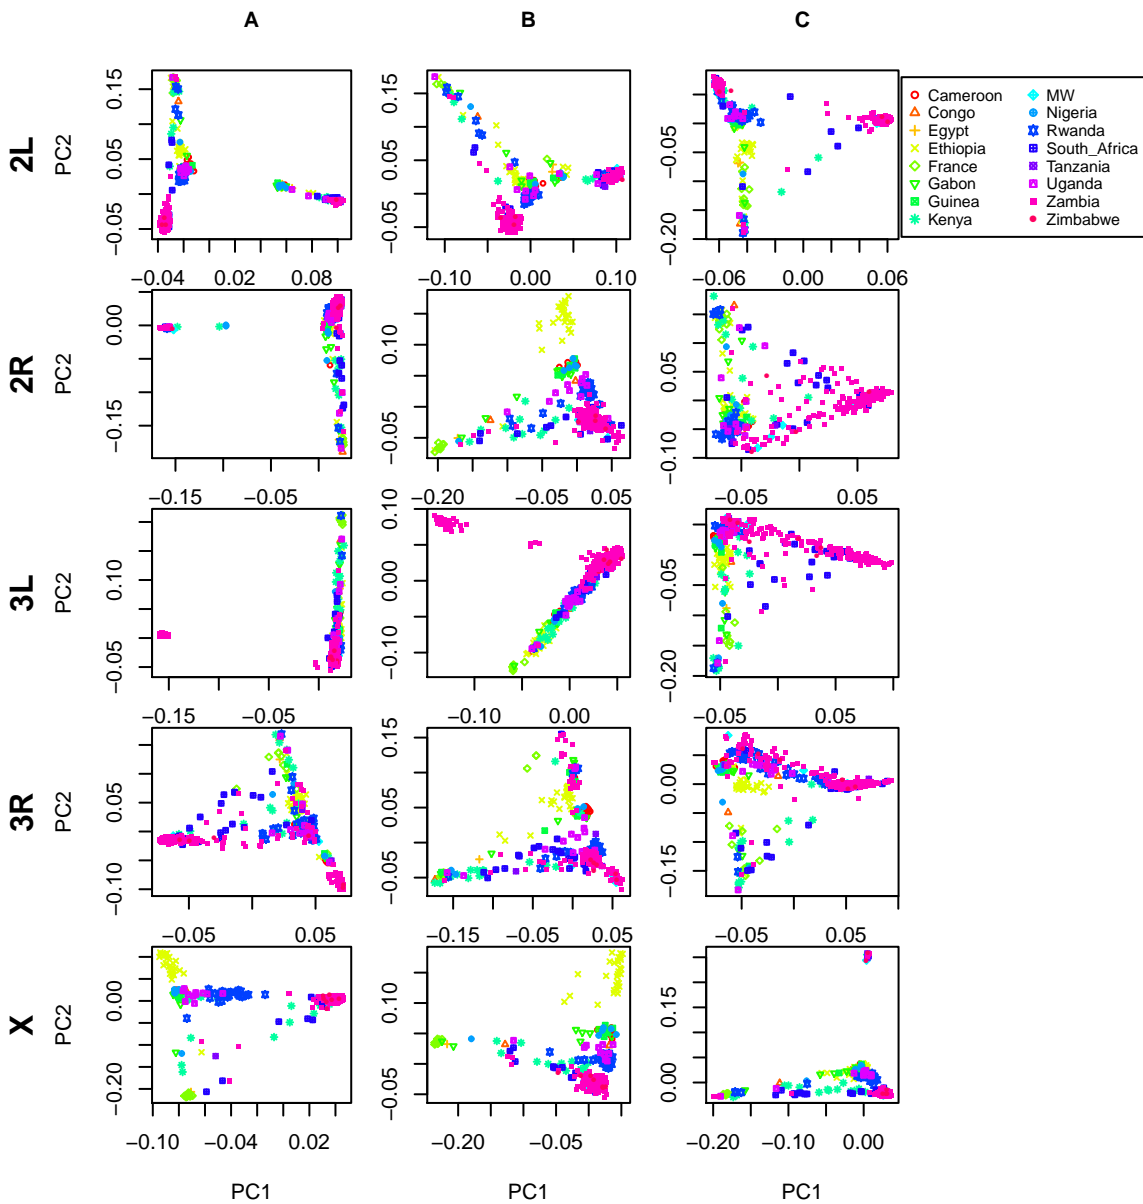 A B C
2L
PC2
0.15
0.05
−0.05
0.15
0.05
−0.05
−0.05
−0.20
Cameroon
Congo
Egypt
Ethiopia
France
Gabon
Guinea
Kenya
MW
Nigeria
Rwanda
South_Africa
Tanzania
Uganda
Zambia
Zimbabwe
−0.04 0.02 0.08
−0.10 0.00 0.10
−0.06 0.00 0.06
2R
PC2
0.00
−0.15
0.10
−0.05
0.05
−0.10
−0.15 −0.05
−0.20 −0.05 0.05
−0.05 0.05
3L
PC2
0.10
−0.05
0.10
0.00
−0.10
−0.05
−0.20
−0.15 −0.05
−0.10 0.00
−0.05 0.05
3R
PC2
0.05
−0.10
0.15
0.05
−0.05
0.00
−0.15
−0.05 0.05
−0.15 −0.05 0.05
−0.05 0.05
X
PC2
0.00
−0.20
0.10
−0.05
0.15
0.00
−0.10 −0.04 0.02
−0.20 −0.05
−0.20 −0.10 0.00
PC1 PC1 PC1